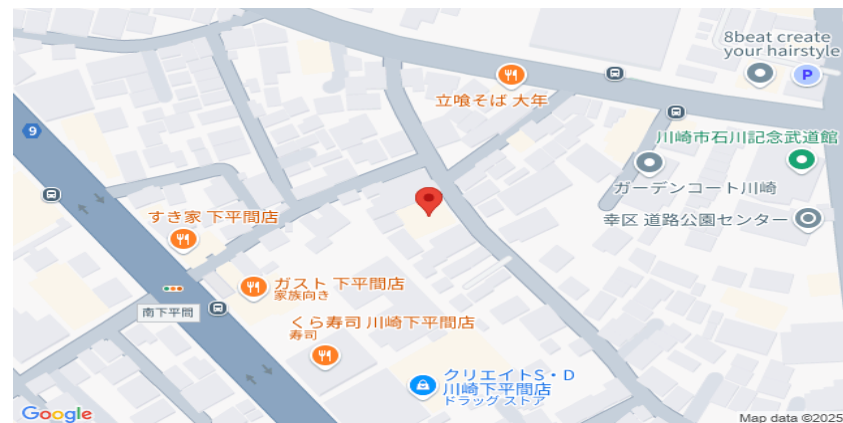 8beat create
your hairstyle
P
立喰そば 大年
9
川崎市石川記念武道館
ガーデンコート川崎
すき家 下平間店
幸区 道路公園センター
ガスト 下平間店
家族向き
南下平間
くら寿司 川崎下平間店
寿司
クリエイトS・D
川崎下平間店
ドラッグ ストア
Google
Map data ©2025